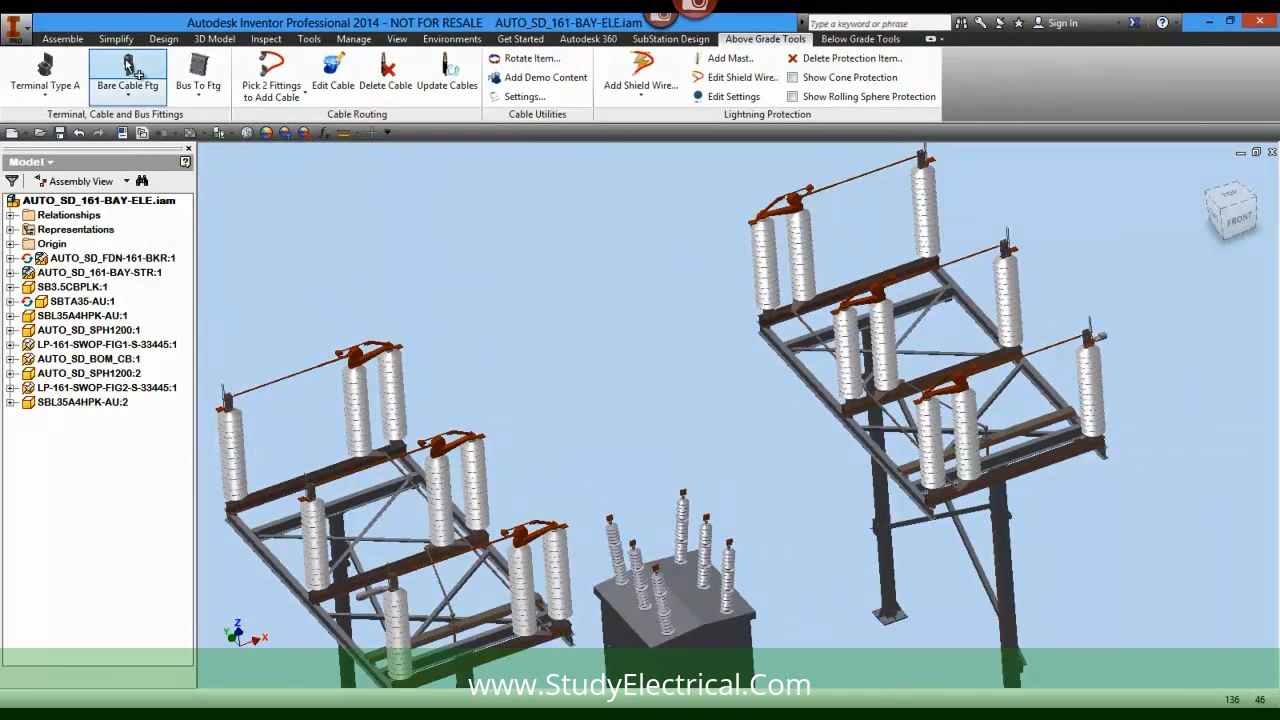 Autodesk Inventor Professional 2014 - NOT FOR RESALE AUTO_SD_161-BAY-ELE.iam
Type a keyword or phrase
Sign In
PRO
Assemble Simplify Design 3D Model Inspect Tools Manage View Environments Get Started Autodesk 360 SubStation Design Above Grade Tools Below Grade Tools
Terminal Type A
Bare Cable Ftg
Bus To Ftg
Pick 2 Fittings to Add Cable
Edit Cable
Delete Cable
Update Cables
Rotate Item...
Add Demo Content
Settings...
Add Shield Wire...
Add Mast..
Edit Shield Wire..
Edit Settings
Delete Protection Item..
Show Cone Protection
Show Rolling Sphere Protection
Terminal, Cable and Bus Fittings
Cable Routing
Cable Utilities
Lightning Protection
Model
Assembly View
AUTO_SD_161-BAY-ELE.iam
Relationships
Representations
Origin
AUTO_SD_FDN-161-BKR:1
AUTO_SD_161-BAY-STR:1
SB3.5CBPLK:1
SBTA35-AU:1
SBL35A4HPK-AU:1
AUTO_SD_SPH1200:1
LP-161-SWOP-FIG1-S-33445:1
AUTO_SD_BOM_CB:1
AUTO_SD_SPH1200:2
LP-161-SWOP-FIG2-S-33445:1
SBL35A4HPK-AU:2
TOP
FRONT
Z
Y
X
www.StudyElectrical.Com
136 46